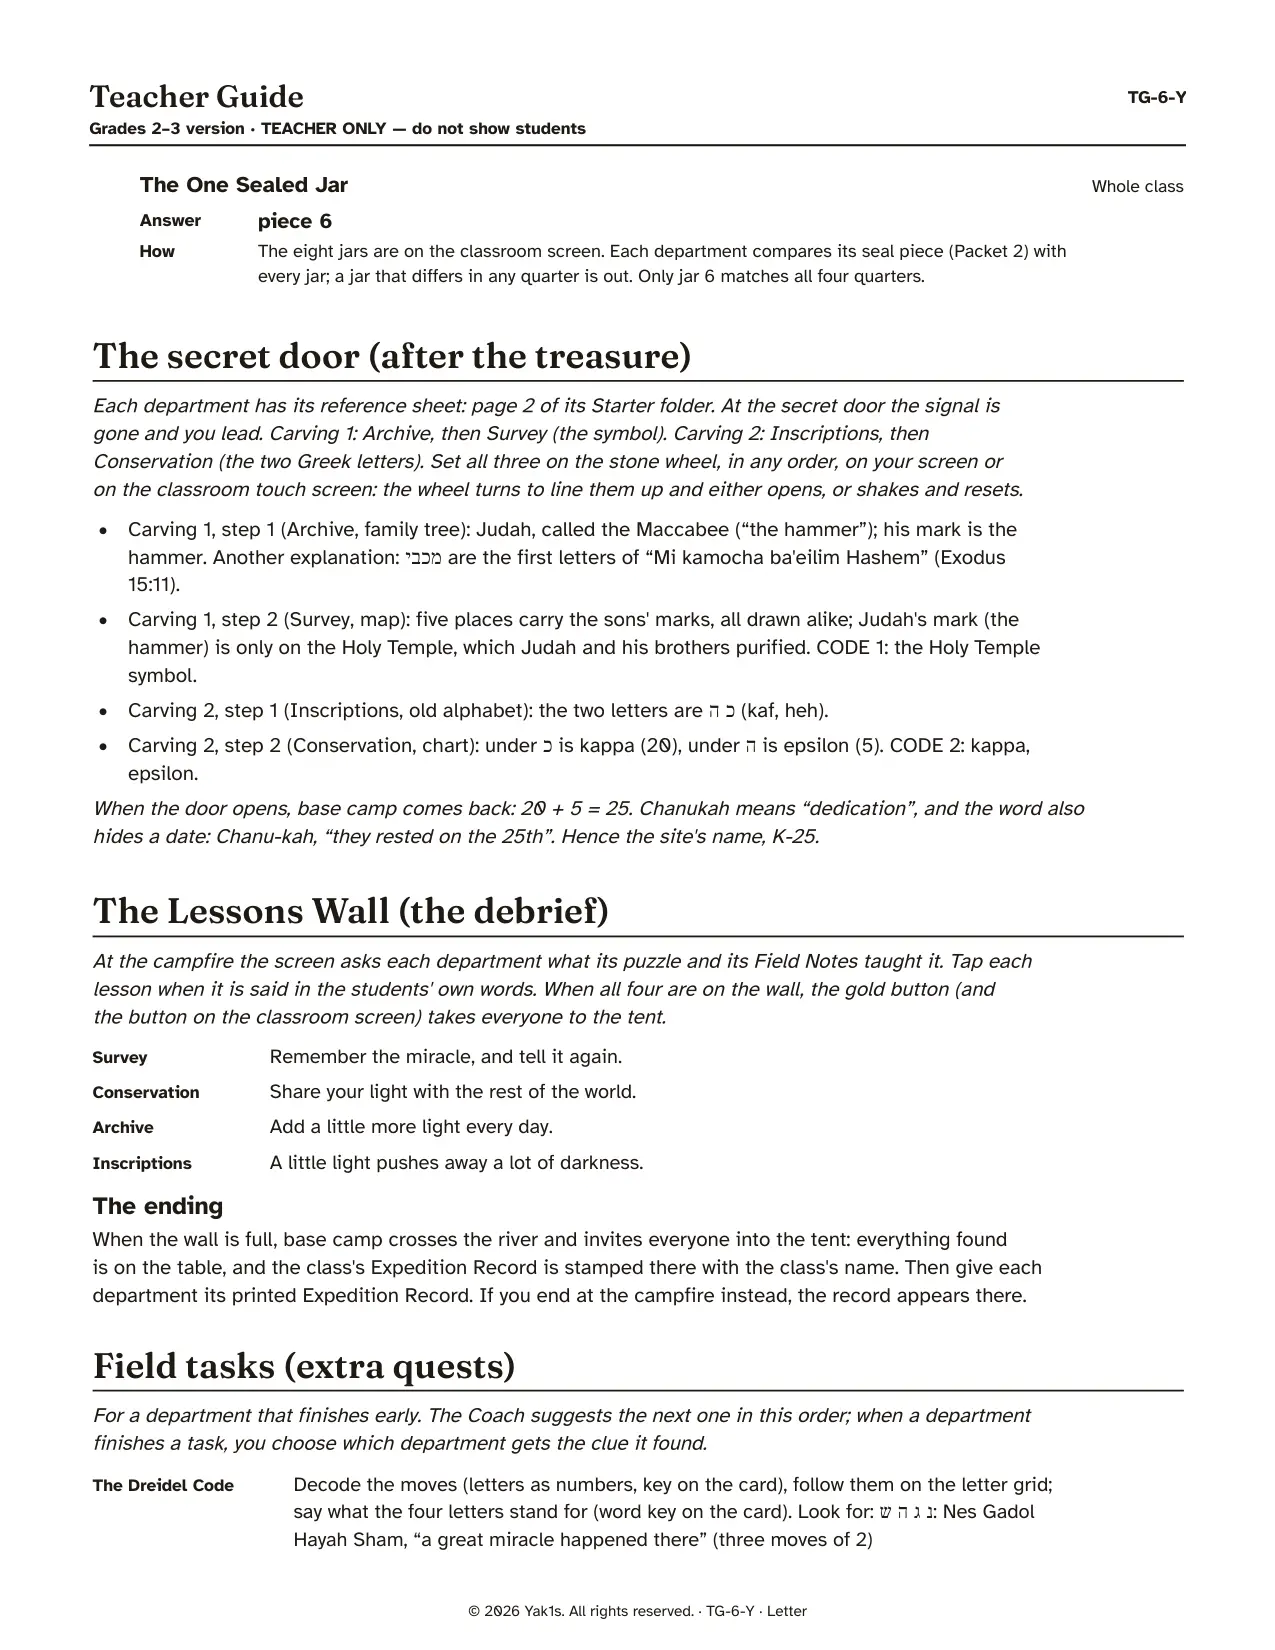 Teacher Guide
TG-6-Y
Grades 2–3 version · TEACHER ONLY — do not show students
The One Sealed Jar
Whole class
Answer piece 6
How The eight jars are on the classroom screen. Each department compares its seal piece (Packet 2) with
every jar; a jar that differs in any quarter is out. Only jar 6 matches all four quarters.
The secret door (after the treasure)
Each department has its reference sheet: page 2 of its Starter folder. At the secret door the signal is
gone and you lead. Carving 1: Archive, then Survey (the symbol). Carving 2: Inscriptions, then
Conservation (the two Greek letters). Set all three on the stone wheel, in any order, on your screen or
on the classroom touch screen: the wheel turns to line them up and either opens, or shakes and resets.
• Carving 1, step 1 (Archive, family tree): Judah, called the Maccabee (“the hammer”); his mark is the
hammer. Another explanation: מכבי are the first letters of “Mi kamocha ba'eilim Hashem” (Exodus
15:11).
• Carving 1, step 2 (Survey, map): five places carry the sons' marks, all drawn alike; Judah's mark (the
hammer) is only on the Holy Temple, which Judah and his brothers purified. CODE 1: the Holy Temple
symbol.
• Carving 2, step 1 (Inscriptions, old alphabet): the two letters are כ ה (kaf, heh).
• Carving 2, step 2 (Conservation, chart): under כ is kappa (20), under ה is epsilon (5). CODE 2: kappa,
epsilon.
When the door opens, base camp comes back: 20 + 5 = 25. Chanukah means “dedication”, and the word also
hides a date: Chanu-kah, “they rested on the 25th”. Hence the site's name, K-25.
The Lessons Wall (the debrief)
At the campfire the screen asks each department what its puzzle and its Field Notes taught it. Tap each
lesson when it is said in the students' own words. When all four are on the wall, the gold button (and
the button on the classroom screen) takes everyone to the tent.
Survey Remember the miracle, and tell it again.
Conservation Share your light with the rest of the world.
Archive Add a little more light every day.
Inscriptions A little light pushes away a lot of darkness.
The ending
When the wall is full, base camp crosses the river and invites everyone into the tent: everything found
is on the table, and the class's Expedition Record is stamped there with the class's name. Then give each
department its printed Expedition Record. If you end at the campfire instead, the record appears there.
Field tasks (extra quests)
For a department that finishes early. The Coach suggests the next one in this order; when a department
finishes a task, you choose which department gets the clue it found.
The Dreidel Code Decode the moves (letters as numbers, key on the card), follow them on the letter grid;
say what the four letters stand for (word key on the card). Look for: נ ג ה ש: Nes Gadol
Hayah Sham, “a great miracle happened there” (three moves of 2)
© 2026 Yak1s. All rights reserved. · TG-6-Y · Letter